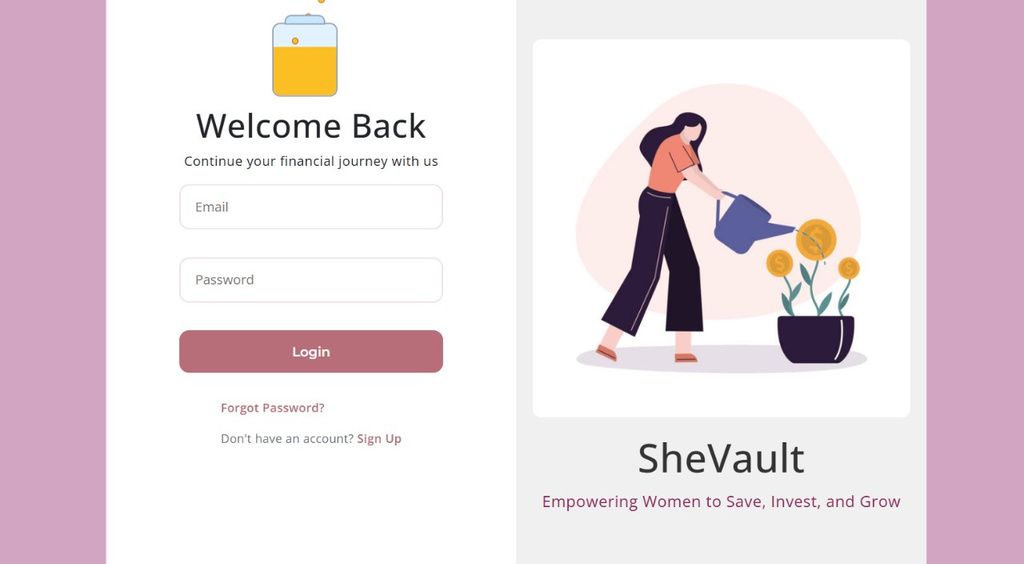 Welcome Back
Continue your financial journey with us
Email
Password
Login
Forgot Password?
Don't have an account? Sign Up
$
$
$
SheVault
Empowering Women to Save, Invest, and Grow